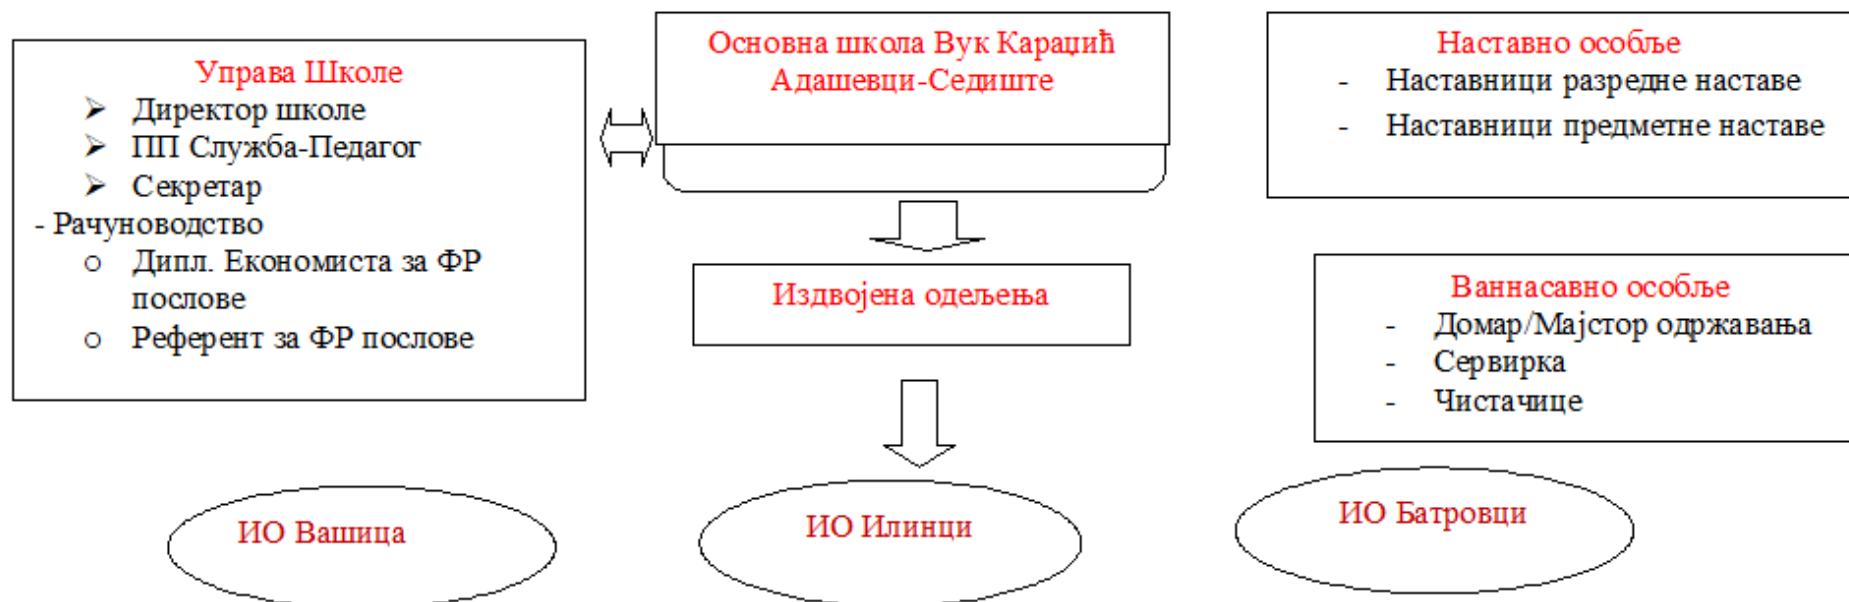 Управа Школе
➢ Директор школе
➢ ПП Служба-Педагог
➢ Секретар
- Рачуноводство
o Дипл. Економиста за ФР
послове
o Референт за ФР послове
Основна школа Вук Караџић
Адашевци-Седиште
Издвојена одељења
Наставно особље
- Наставници разредне наставе
- Наставници предметне наставе
Ваннасавно особље
- Домар/Мајстор одржавања
- Сервирка
- Чистачице
ИО Вашица
ИО Илинци
ИО Батровци